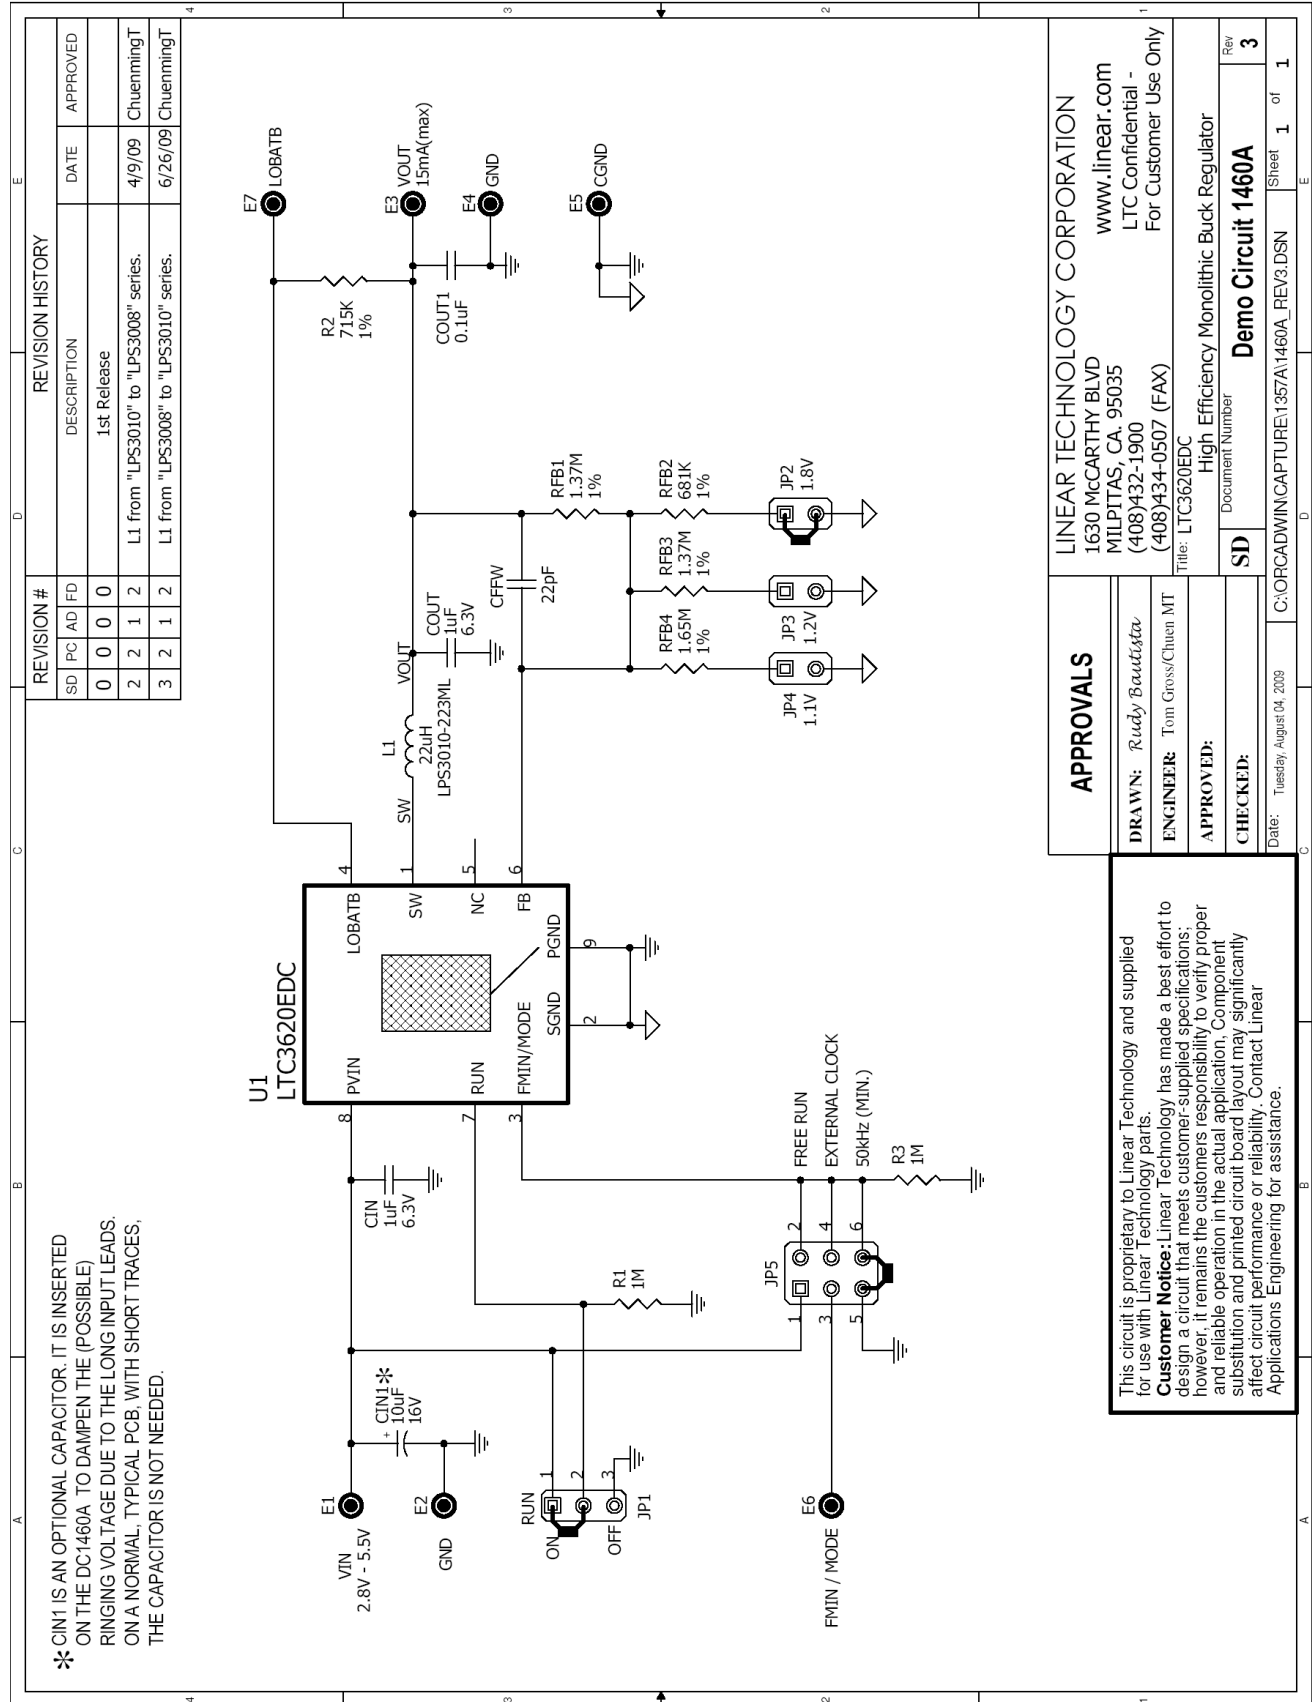 * CIN1 IS AN OPTIONAL CAPACITOR. IT IS INSERTED
ON THE DC1460A TO DAMPEN THE (POSSIBLE)
RINGING VOLTAGE DUE TO THE LONG INPUT LEADS.
ON A NORMAL, TYPICAL PCB, WITH SHORT TRACES,
THE CAPACITOR IS NOT NEEDED.
REVISION #
REVISION HISTORY
SD PC AD FD DESCRIPTION DATE APPROVED
0 0 0 0 1st Release
2 2 1 2 L1 from "LPS3010" to "LPS3008" series. 4/9/09 ChuenmingT
3 2 1 2 L1 from "LPS3008" to "LPS3010" series. 6/26/09 ChuenmingT
A B C D E
4 3 2 1
U1
LTC3620EDC
PVIN
8
RUN
7
FMIN/MODE
3
LOBATB
4
SW
1
NC
5
FB
6
SGND
2
PGND
9
E1
VIN
2.8V - 5.5V
E2
GND
+
CIN1*
10uF
16V
CIN
1uF
6.3V
RUN
ON
OFF
JP1
1
2
3
R1
1M
E6
FMIN / MODE
JP5
1
3
5
2
4
6
FREE RUN
EXTERNAL CLOCK
50kHz (MIN.)
R3
1M
SW
L1
22uH
LPS3010-223ML
VOUT
COUT
1uF
6.3V
CFFW
22pF
RFB1
1.37M
1%
RFB4
1.65M
1%
RFB3
1.37M
1%
RFB2
681K
1%
JP4
1.1V
JP3
1.2V
JP2
1.8V
R2
715K
1%
COUT1
0.1uF
E7
LOBATB
E3
VOUT
15mA(max)
E4
GND
E5
CGND
This circuit is proprietary to Linear Technology and supplied
for use with Linear Technology parts.
Customer Notice:Linear Technology has made a best effort to
design a circuit that meets customer-supplied specifications;
however, it remains the customers responsibility to verify proper
and reliable operation in the actual application, Component
substitution and printed circuit board layout may significantly
affect circuit performance or reliability. Contact Linear
Applications Engineering for assistance.
APPROVALS
DRAWN: Rudy Bautista
ENGINEER: Tom Gross/Chuen MT
APPROVED:
CHECKED:
LINEAR TECHNOLOGY CORPORATION
1630 McCARTHY BLVD
MILPITAS, CA. 95035
(408)432-1900
(408)434-0507 (FAX)
www.linear.com
LTC Confidential -
For Customer Use Only
Title: LTC3620EDC
High Efficiency Monolithic Buck Regulator
SD
Document Number
Demo Circuit 1460A
Rev
3
Date: Tuesday, August 04, 2009
C:\ORCADWIN\CAPTURE\1357A\1460A_REV3.DSN
Sheet 1 of 1
A B C D E
4 3 2 1